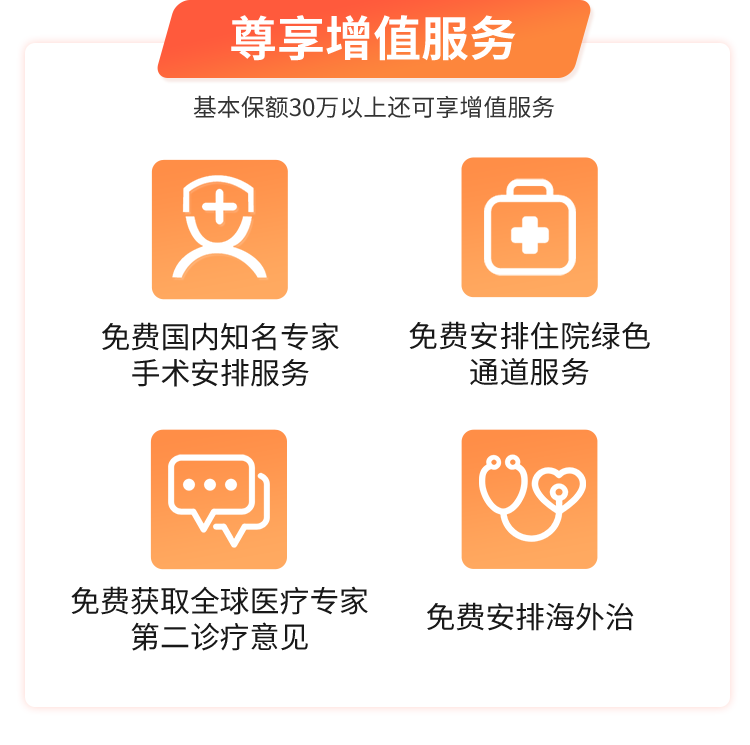 尊享增值服务
基本保额30万以上还可享增值服务
免费国内知名专家
手术安排服务
免费安排住院绿色
通道服务
免费获取全球医疗专家
第二诊疗意见
免费安排海外治